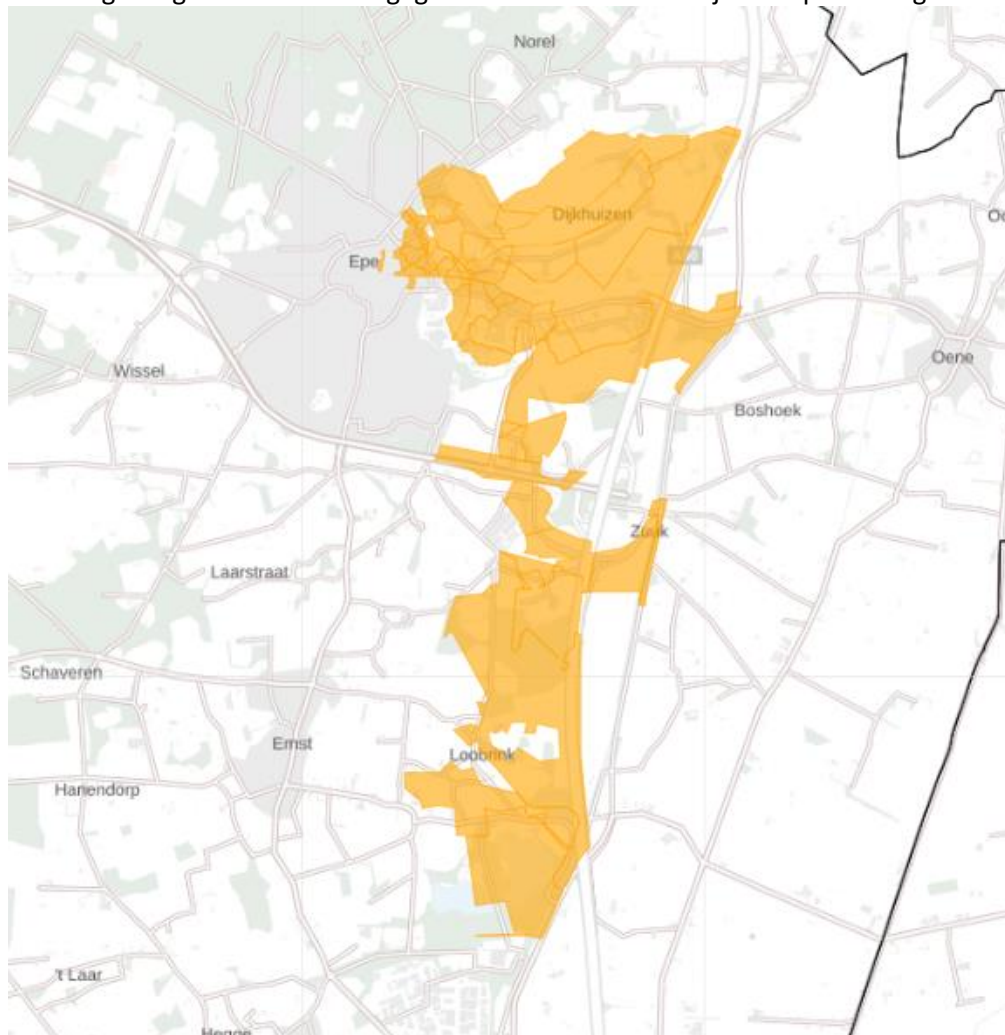 Norel
Dijkhuizen
Epe
Oene
Wissel
Boshoek
Zuuk
Laarstraat
Schaveren
Emst
Loobrink
Hanendorp
't Laar